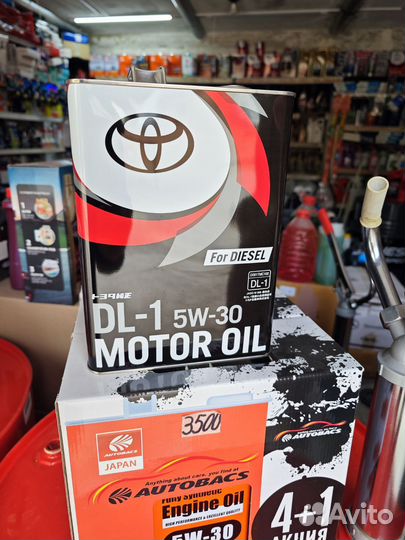 For DIESEL
DL-1
トヨタ純正
DL-1 5W-30
MOTOR OIL
3500
AUTOBACS
JAPAN
Anything about cars, you find at
AUTOBACS
Fully Synthetic
Engine Oil
HIGH PERFORMANCE & EXCELLENT QUALITY
5W-30
AUTOBACS
4+1
АКЦИЯ
Avito